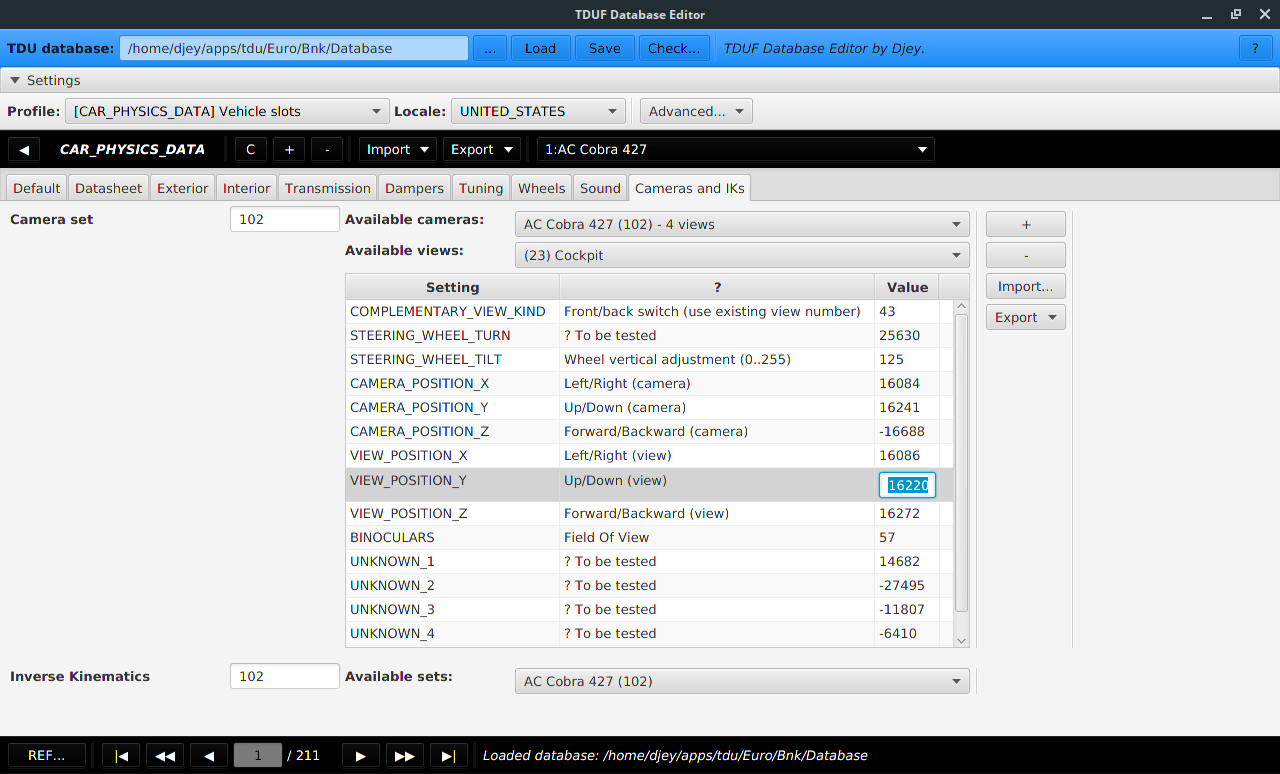 TDUF Database Editor
TDU database: /home/djey/apps/tdu/Euro/Bnk/Database ... Load Save Check... TDUF Database Editor by Djey. ?
Settings
Profile: [CAR_PHYSICS_DATA] Vehicle slots Locale: UNITED_STATES Advanced...
CAR_PHYSICS_DATA C + - Import Export 1:AC Cobra 427
Default Datasheet Exterior Interior Transmission Dampers Tuning Wheels Sound Cameras and IKs
Camera set 102 Available cameras: AC Cobra 427 (102) - 4 views +
Available views: (23) Cockpit -
Setting ? Value Import...
COMPLEMENTARY_VIEW_KIND Front/back switch (use existing view number) 43 Export
STEERING_WHEEL_TURN ? To be tested 25630
STEERING_WHEEL_TILT Wheel vertical adjustment (0..255) 125
CAMERA_POSITION_X Left/Right (camera) 16084
CAMERA_POSITION_Y Up/Down (camera) 16241
CAMERA_POSITION_Z Forward/Backward (camera) -16688
VIEW_POSITION_X Left/Right (view) 16086
VIEW_POSITION_Y Up/Down (view) 16220
VIEW_POSITION_Z Forward/Backward (view) 16272
BINOCULARS Field Of View 57
UNKNOWN_1 ? To be tested 14682
UNKNOWN_2 ? To be tested -27495
UNKNOWN_3 ? To be tested -11807
UNKNOWN_4 ? To be tested -6410
Inverse Kinematics 102 Available sets: AC Cobra 427 (102)
REF... 1 / 211 Loaded database: /home/djey/apps/tdu/Euro/Bnk/Database